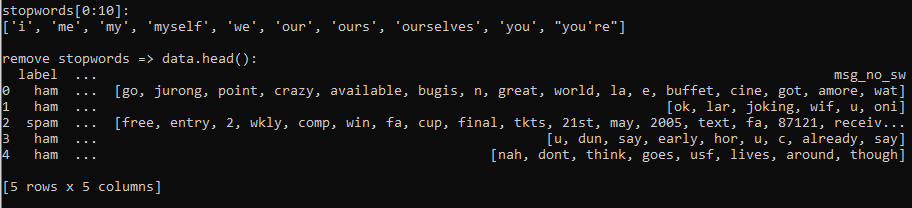 stopwords[0:10]:
['i', 'me', 'my', 'myself', 'we', 'our', 'ours', 'ourselves', 'you', "you're"]
remove stopwords => data.head():
label ... msg_no_sw
0 ham ... [go, jurong, point, crazy, available, bugis, n, great, world, la, e, buffet, cine, got, amore, wat]
1 ham ... [ok, lar, joking, wif, u, oni]
2 spam ... [free, entry, 2, wkly, comp, win, fa, cup, final, tkts, 21st, may, 2005, text, fa, 87121, receiv...
3 ham ... [u, dun, say, early, hor, u, c, already, say]
4 ham ... [nah, dont, think, goes, usf, lives, around, though]
[5 rows x 5 columns]